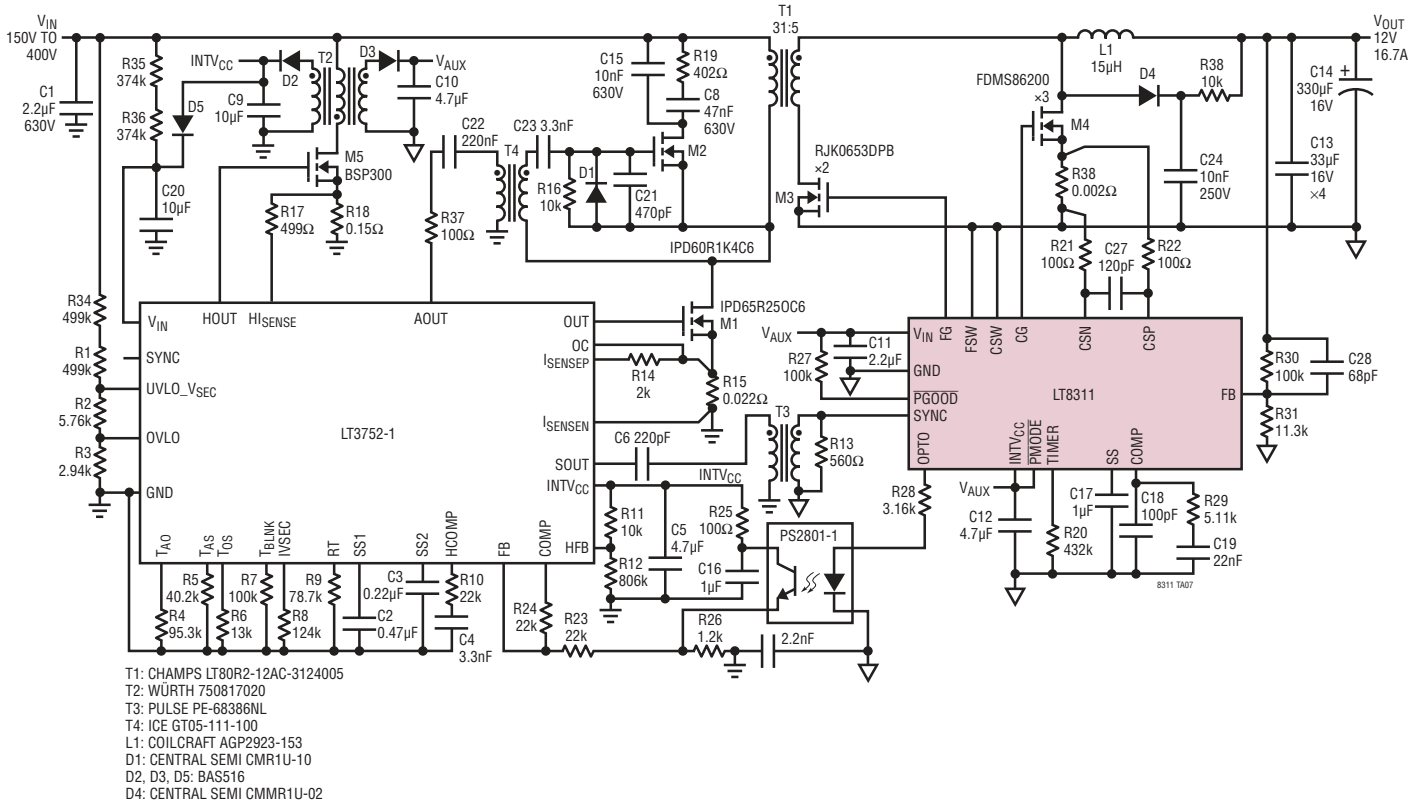 VIN
150V TO
400V
C1
2.2µF
630V
R35
374k
R36
374k
D5
C20
10µF
INTVCC
D2
C9
10µF
T2
D3
VAUX
C10
4.7µF
M5
BSP300
R17
499Ω
R18
0.15Ω
C22
220nF
R37
100Ω
T4
C23 3.3nF
R16
10k
D1
C21
470pF
C15
10nF
630V
R19
402Ω
C8
47nF
630V
M2
IPD60R1K4C6
T1
31:5
RJK0653DPB
×2
M3
L1
15µH
FDMS86200
×3
M4
D4
R38
10k
R38
0.002Ω
C24
10nF
250V
R21
100Ω
C27
120pF
R22
100Ω
VOUT
12V
16.7A
+
C14
330µF
16V
C13
33µF
16V
×4
R34
499k
R1
499k
R2
5.76k
R3
2.94k
VIN
SYNC
UVLO_VSEC
OVLO
GND
HOUT
HISENSE
AOUT
LT3752-1
OUT
OC
ISENSEP
ISENSEN
SOUT
INTVCC
HFB
TAO
TAS
TOS
TBLNK
IVSEC
RT
SS1
SS2
HCOMP
FB
COMP
IPD65R25OC6
M1
R14
2k
R15
0.022Ω
C6 220pF
T3
R13
560Ω
INTVCC
R11
10k
R12
806k
C5
4.7µF
R25
100Ω
C16
1µF
PS2801-1
R4
95.3k
R5
40.2k
R6
13k
R7
100k
R8
124k
R9
78.7k
C2
0.47µF
C3
0.22µF
R10
22k
C4
3.3nF
R24
22k
R23
22k
R26
1.2k
2.2nF
VAUX
C11
2.2µF
R27
100k
VIN
GND
PGOOD
SYNC
OPTO
FG
FSW
CSW
CG
CSN
CSP
LT8311
FB
INTVCC
PMODE
TIMER
SS
COMP
R30
100k
C28
68pF
R31
11.3k
R28
3.16k
VAUX
C12
4.7µF
R20
432k
C17
1µF
C18
100pF
R29
5.11k
C19
22nF
8311 TA07
T1: CHAMPS LT80R2-12AC-3124005
T2: WÜRTH 750817020
T3: PULSE PE-68386NL
T4: ICE GT05-111-100
L1: COILCRAFT AGP2923-153
D1: CENTRAL SEMI CMR1U-10
D2, D3, D5: BAS516
D4: CENTRAL SEMI CMMR1U-02